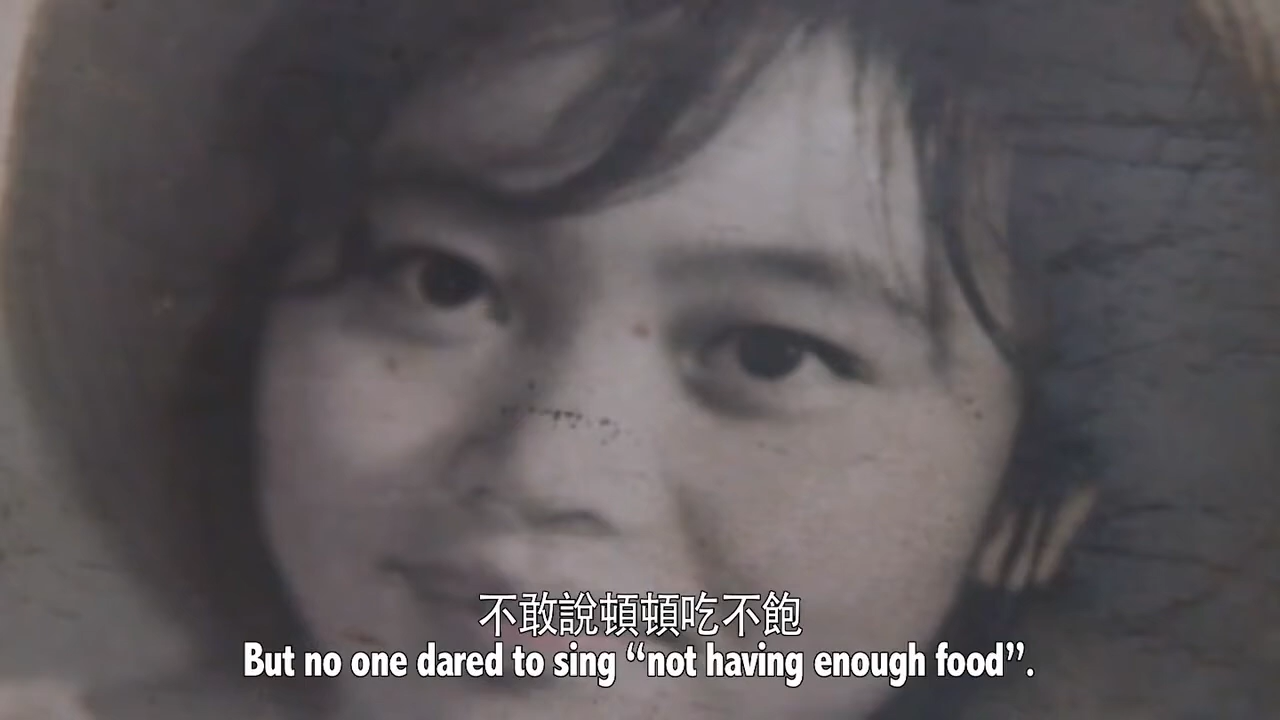 不敢說頓頓吃不飽
But no one dared to sing “not having enough food”.